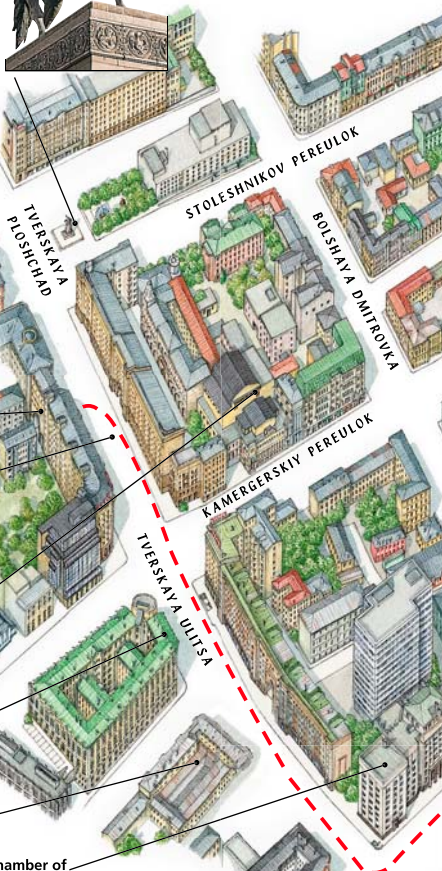 STOLESHNIKOV PEREULOK
TVERSKAYA
PLOSHCHAD
BOLSHAYA DMITROVKA
KAMERGERSKIY PEREULOK
TVERSKAYA ULITSA
hamber of